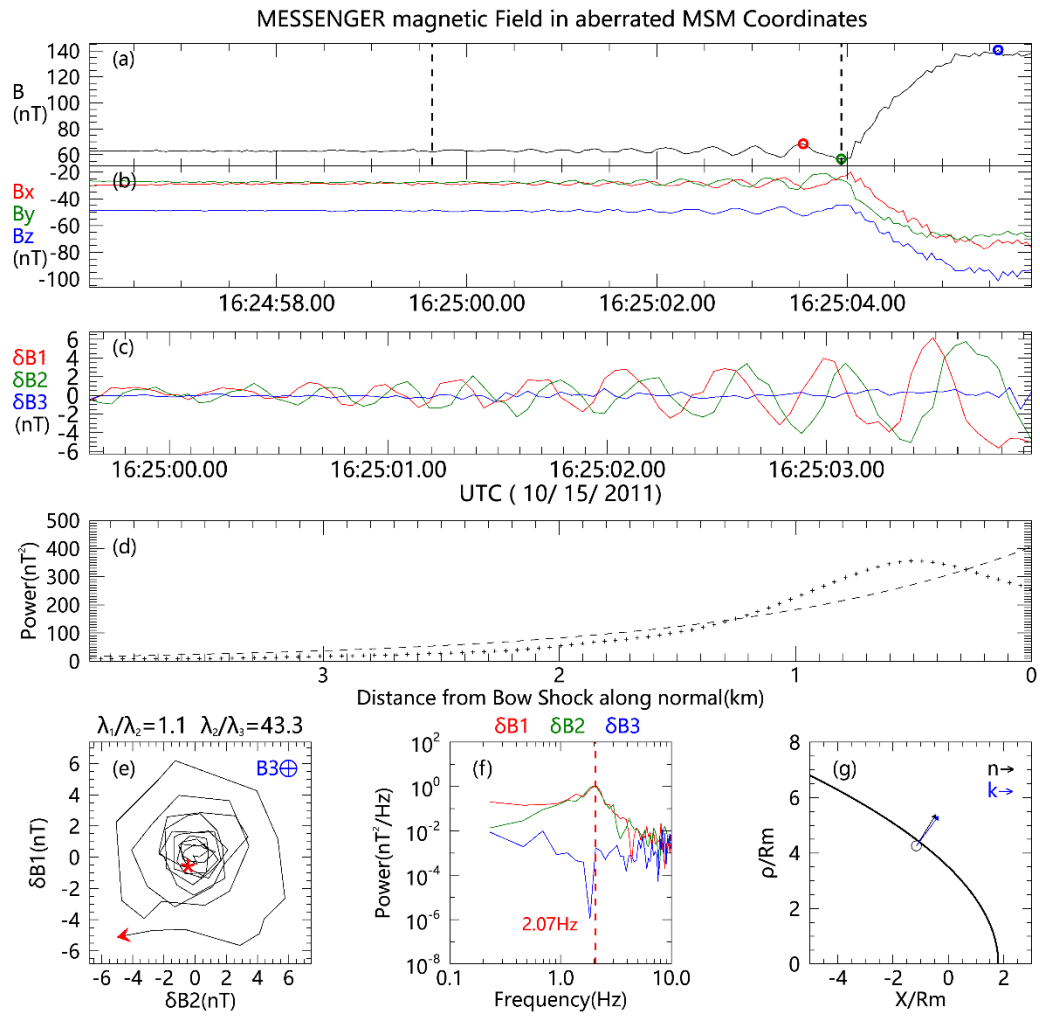 MESSENGER magnetic Field in aberrated MSM Coordinates
(a)
B
(nT)
140
100
60
(b)
Bx
By
Bz
(nT)
-20
-40
-60
-80
-100
16:24:58.00 16:25:00.00 16:25:02.00 16:25:04.00
(c)
δB1
δB2
δB3
(nT)
6
4
2
0
-2
-4
-6
16:25:00.00 16:25:01.00 16:25:02.00 16:25:03.00
UTC ( 10/ 15/ 2011)
(d)
Power(nT²)
500
400
300
200
100
0
3 2 1 0
Distance from Bow Shock along normal(km)
λ₁/λ₂=1.1 λ₂/λ₃=43.3
(e)
B3⊕
δB1(nT)
6
4
2
0
-2
-4
-6
-6 -4 -2 0 2 4 6
δB2(nT)
δB1 δB2 δB3
(f)
Power(nT²/Hz)
10²
10⁰
10⁻²
10⁻⁴
10⁻⁶
10⁻⁸
2.07Hz
0.1 1.0 10.0
Frequency(Hz)
(g)
n→
k→
ρ/Rm
8
6
4
2
0
-4 -2 0 2
X/Rm